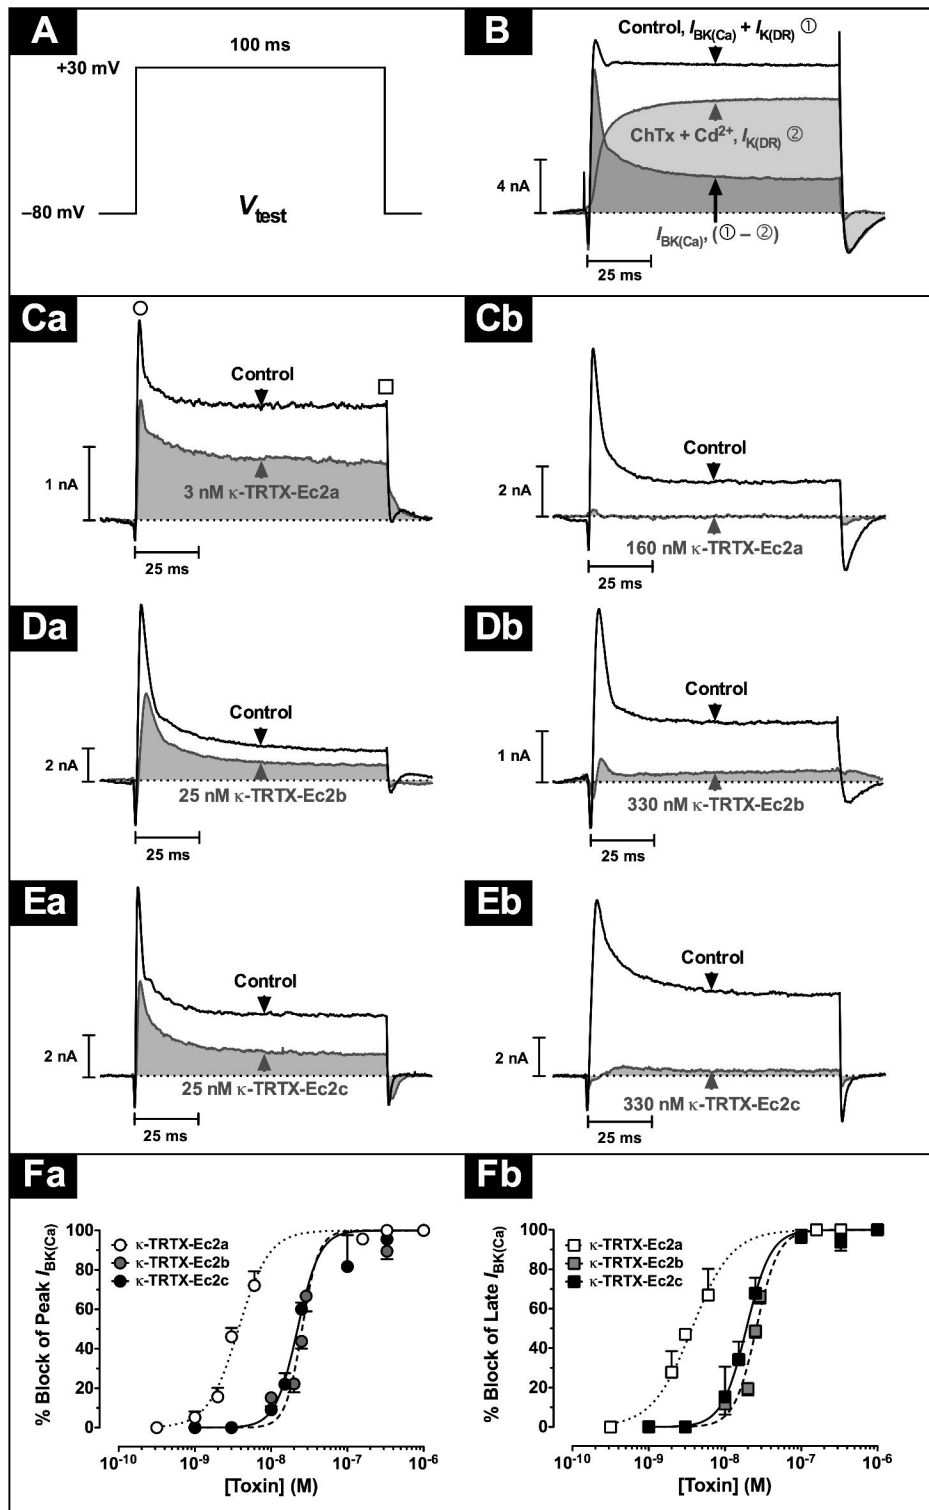 A
100 ms
+30 mV
–80 mV
Vtest
B
Control, IBK(Ca) + IK(DR) ①
ChTx + Cd2+, IK(DR) ②
4 nA
IBK(Ca), (① – ②)
25 ms
Ca
Control
1 nA
3 nM κ-TRTX-Ec2a
25 ms
Cb
Control
2 nA
160 nM κ-TRTX-Ec2a
25 ms
Da
Control
2 nA
25 nM κ-TRTX-Ec2b
25 ms
Db
Control
1 nA
330 nM κ-TRTX-Ec2b
25 ms
Ea
Control
2 nA
25 nM κ-TRTX-Ec2c
25 ms
Eb
Control
2 nA
330 nM κ-TRTX-Ec2c
25 ms
Fa
% Block of Peak IBK(Ca)
100
80
60
40
20
0
κ-TRTX-Ec2a
κ-TRTX-Ec2b
κ-TRTX-Ec2c
10-10 10-9 10-8 10-7 10-6
[Toxin] (M)
Fb
% Block of Late IBK(Ca)
100
80
60
40
20
0
κ-TRTX-Ec2a
κ-TRTX-Ec2b
κ-TRTX-Ec2c
10-10 10-9 10-8 10-7 10-6
[Toxin] (M)